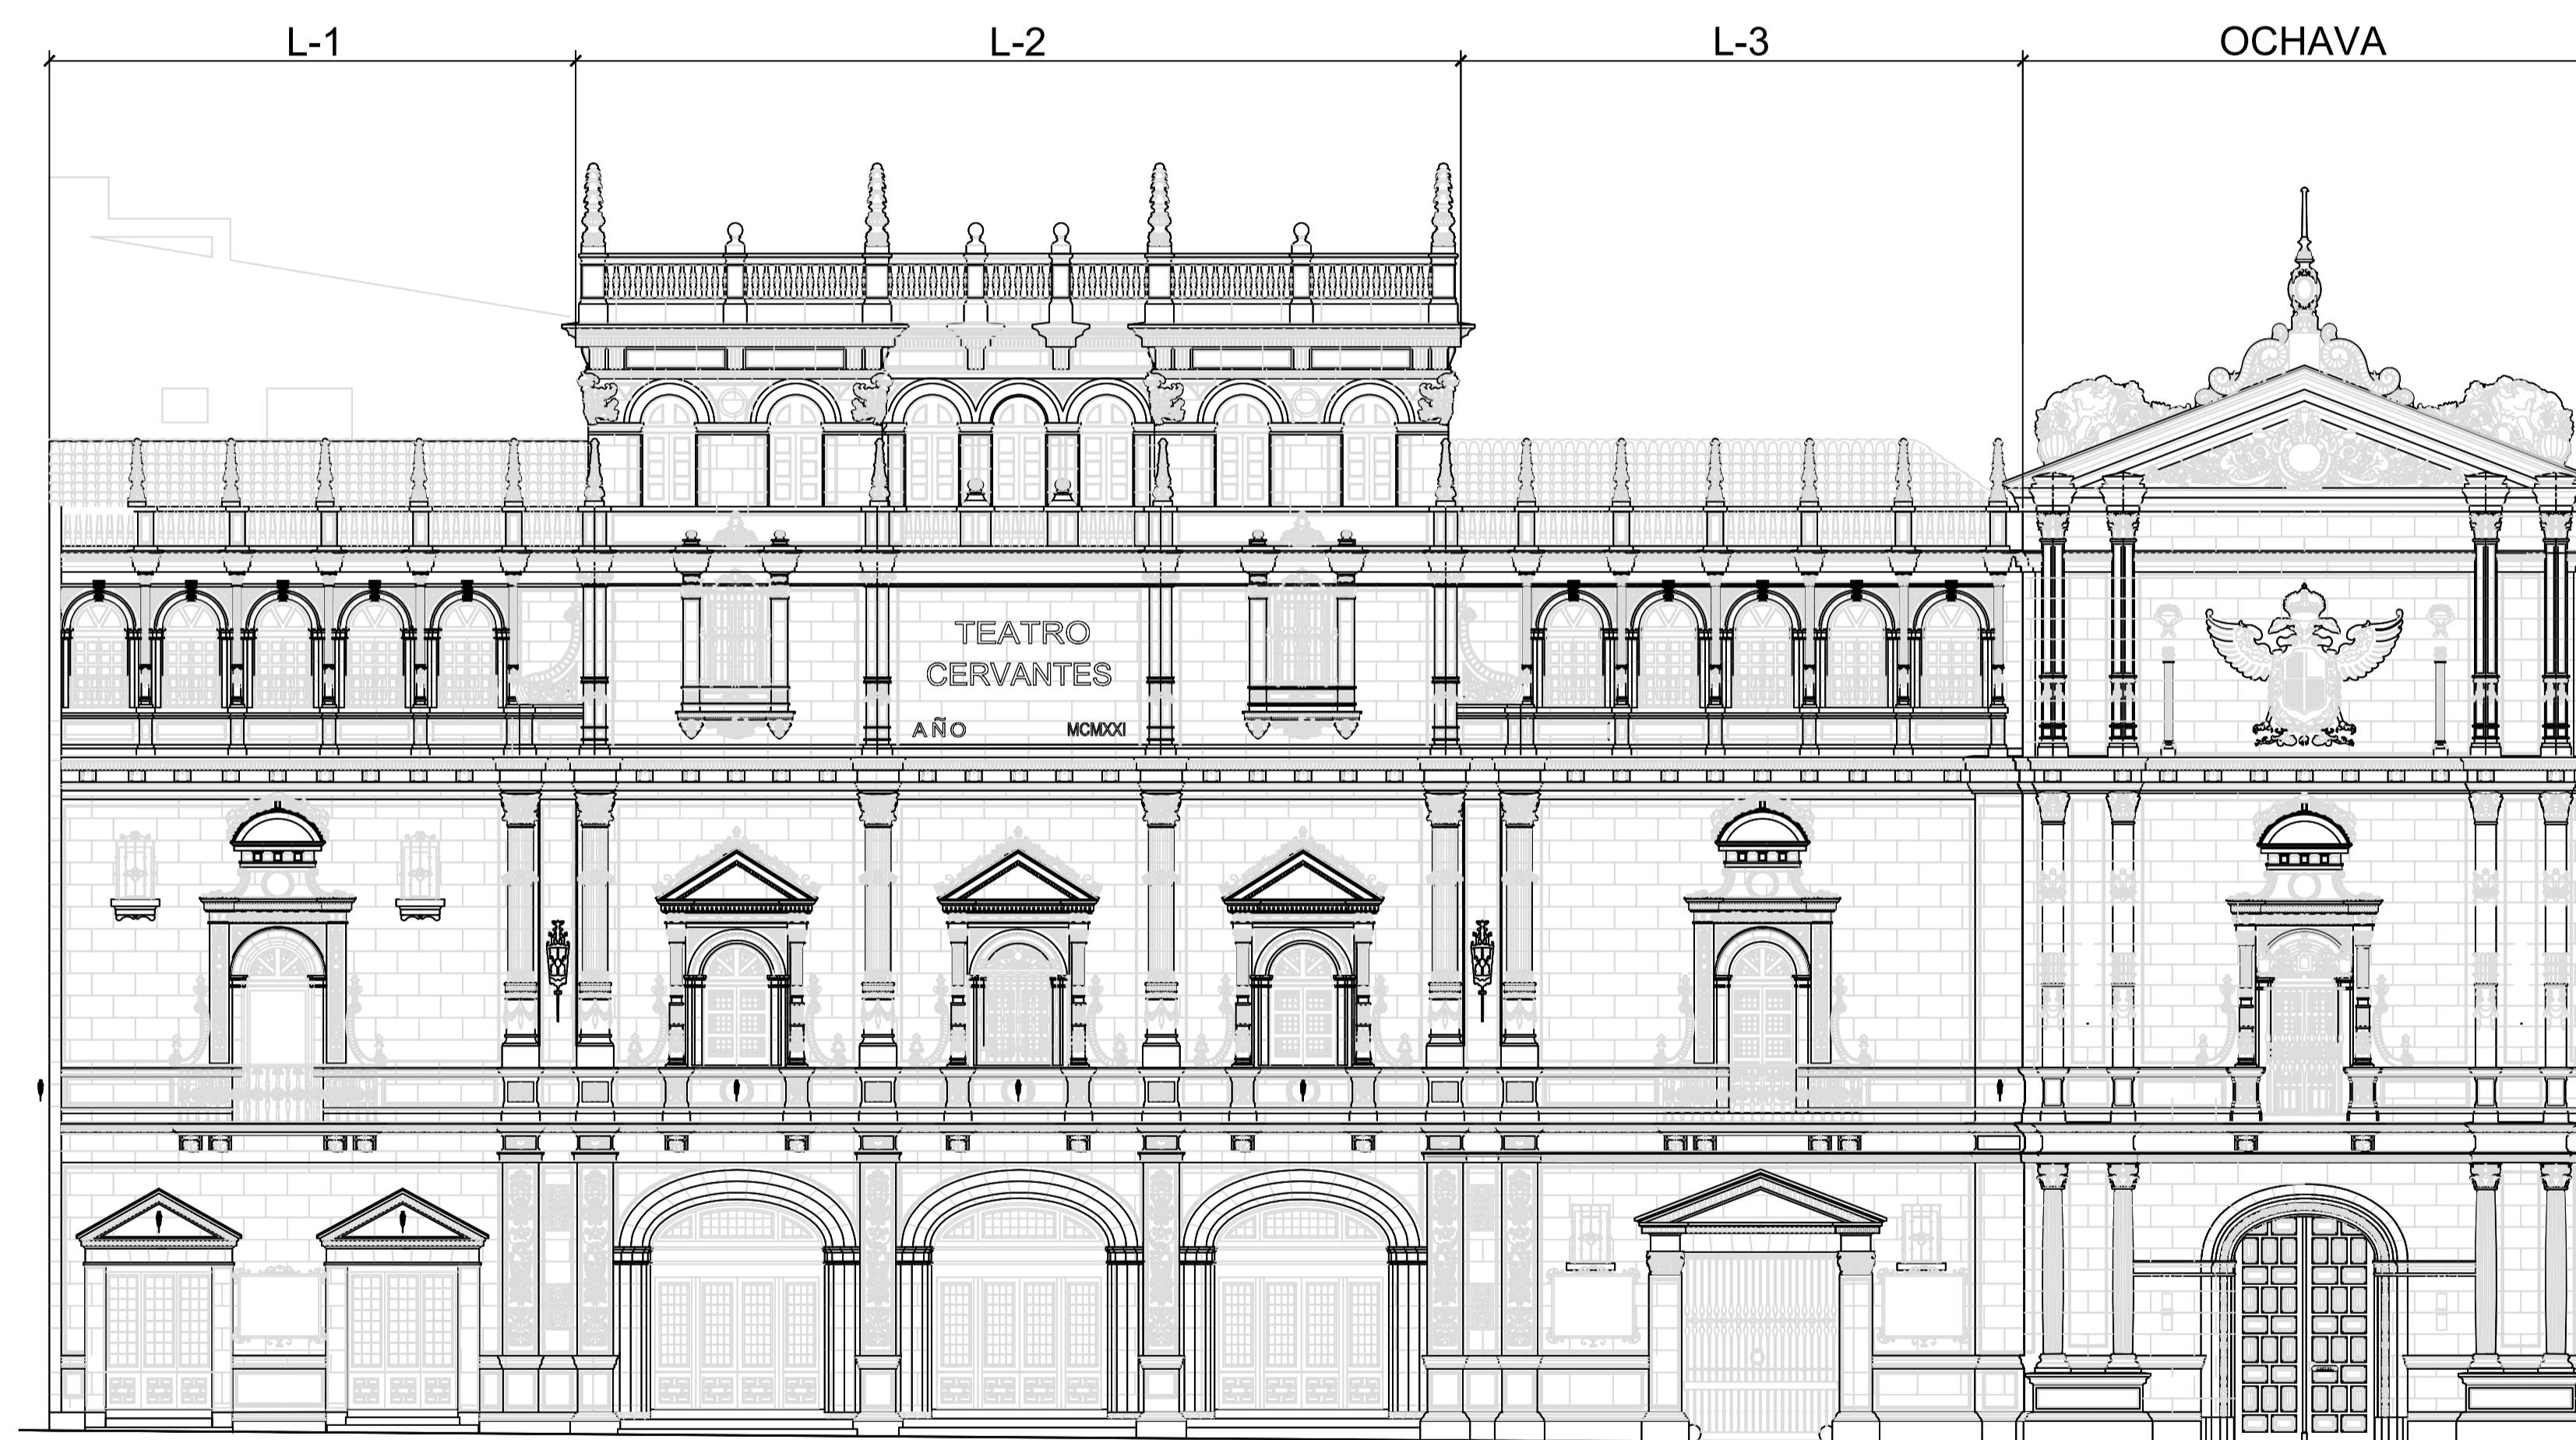 L-1
L-2
L-3
OCHAVA
TEATRO
CERVANTES
AÑO MCMXXI